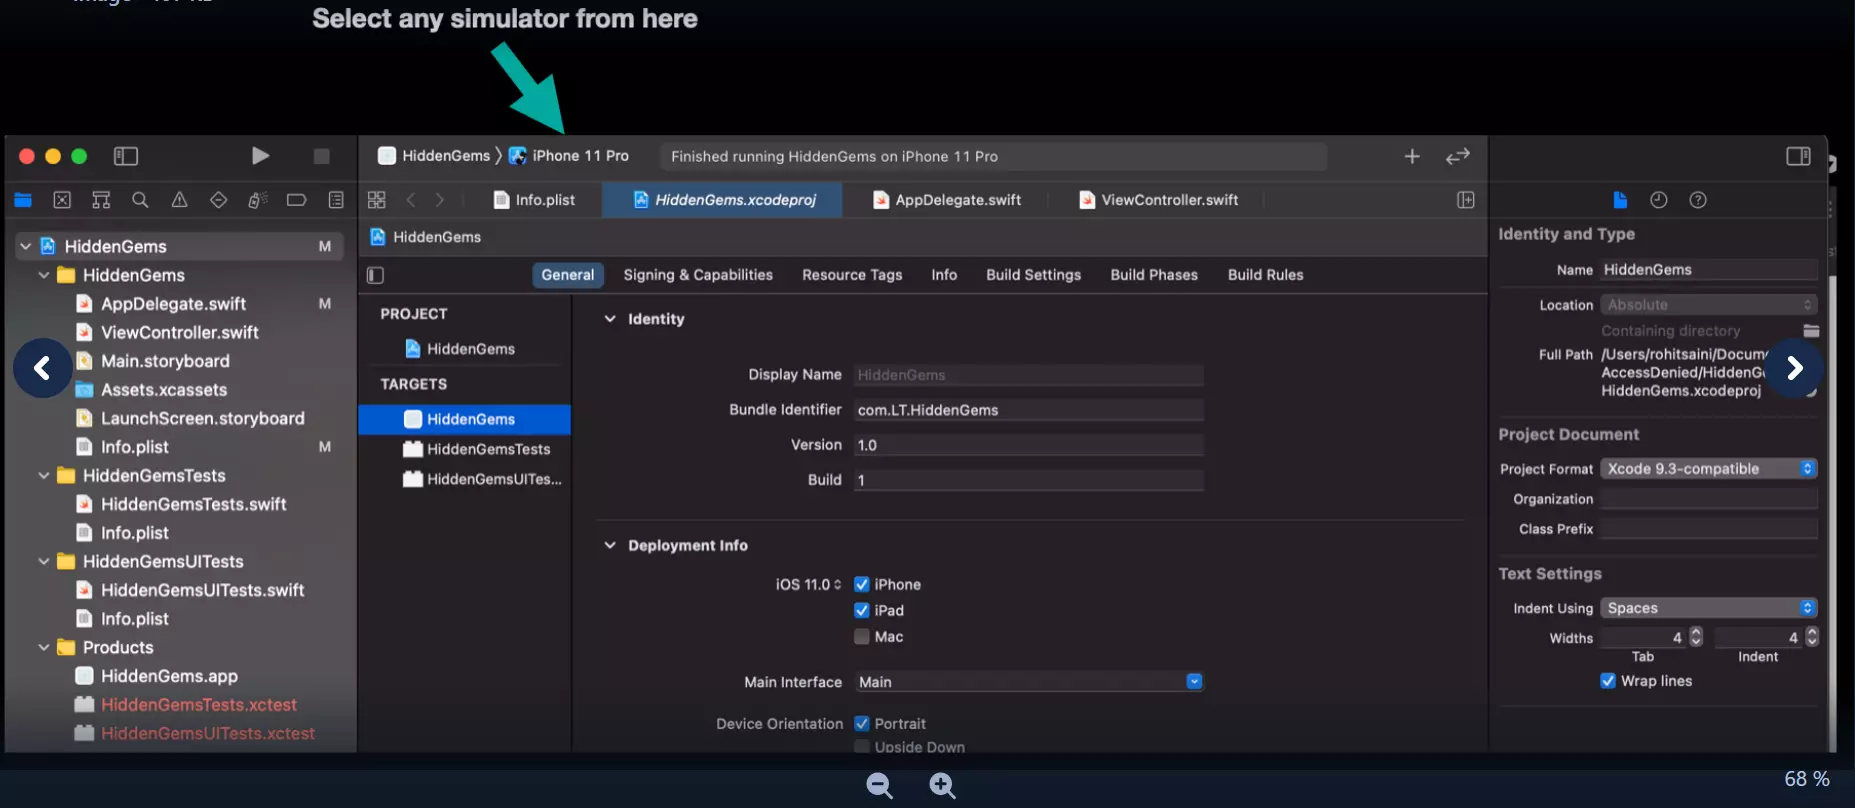 Select any simulator from here
HiddenGems 〉 iPhone 11 Pro
Finished running HiddenGems on iPhone 11 Pro
Info.plist
HiddenGems.xcodeproj
AppDelegate.swift
ViewController.swift
HiddenGems M
HiddenGems
AppDelegate.swift M
ViewController.swift
Main.storyboard
Assets.xcassets
LaunchScreen.storyboard
Info.plist M
HiddenGemsTests
HiddenGemsTests.swift
Info.plist
HiddenGemsUITests
HiddenGemsUITests.swift
Info.plist
Products
HiddenGems.app
HiddenGemsTests.xctest
HiddenGemsUITests.xctest
HiddenGems
General Signing & Capabilities Resource Tags Info Build Settings Build Phases Build Rules
PROJECT
HiddenGems
TARGETS
HiddenGems
HiddenGemsTests
HiddenGemsUITes...
Identity
Display Name HiddenGems
Bundle Identifier com.LT.HiddenGems
Version 1.0
Build 1
Deployment Info
iOS 11.0 iPhone
iPad
Mac
Main Interface Main
Device Orientation Portrait
Upside Down
Identity and Type
Name HiddenGems
Location Absolute
Containing directory
Full Path /Users/rohitsaini/Docum
AccessDenied/HiddenG
HiddenGems.xcodeproj
Project Document
Project Format Xcode 9.3-compatible
Organization
Class Prefix
Text Settings
Indent Using Spaces
Widths 4 4
Tab Indent
Wrap lines
68 %